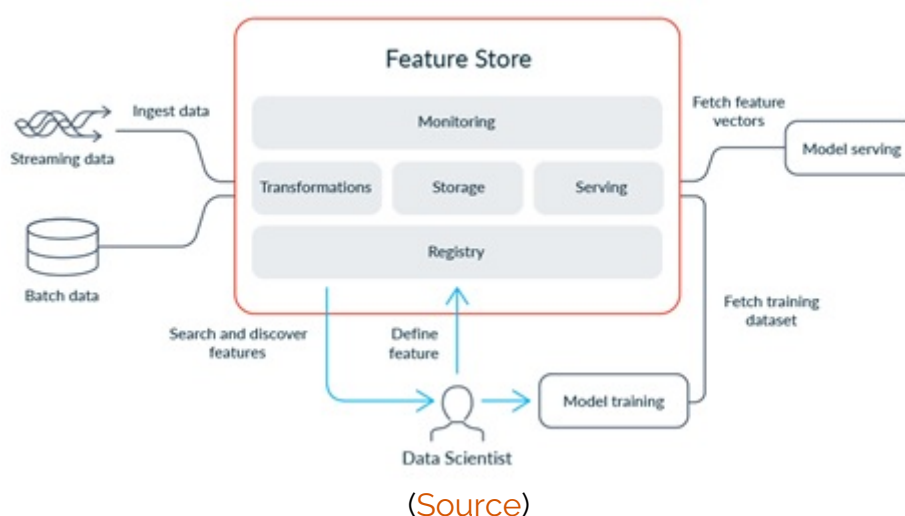 Feature Store
Ingest data
Streaming data
Batch data
Monitoring
Transformations
Storage
Serving
Registry
Fetch feature
vectors
Model serving
Fetch training
dataset
Search and discover
features
Define
feature
Model training
Data Scientist
(Source)